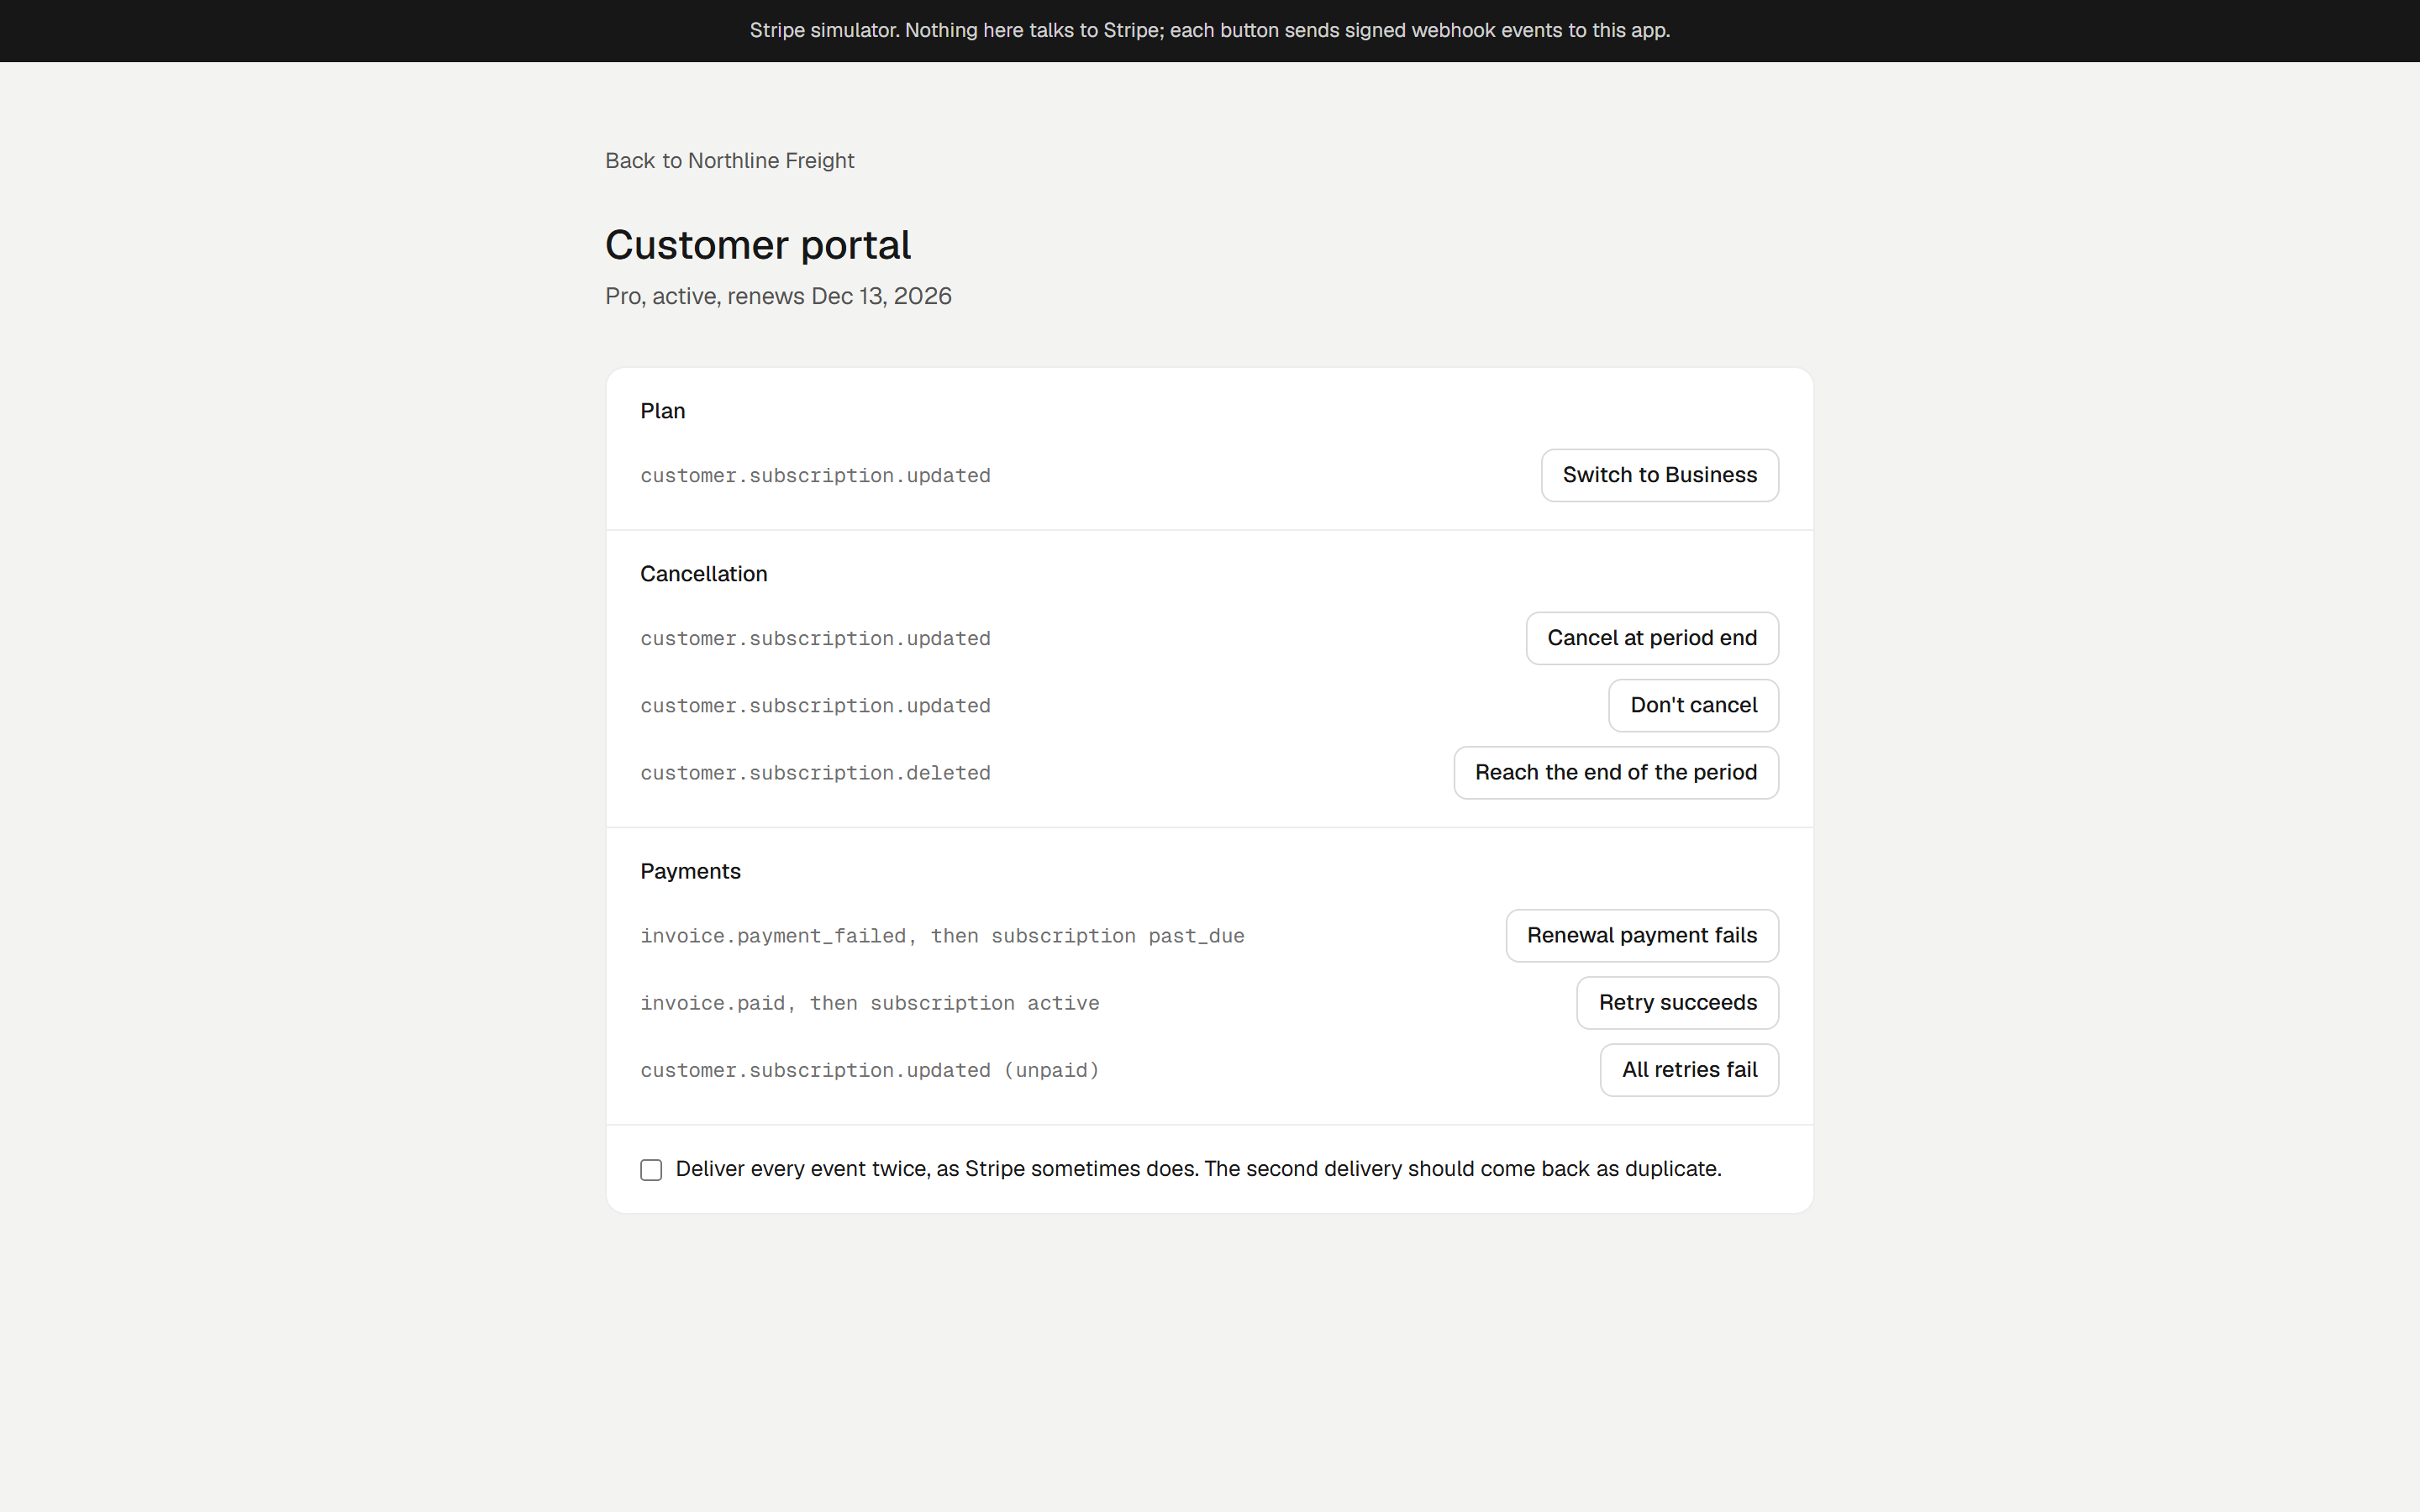 Stripe simulator. Nothing here talks to Stripe; each button sends signed webhook events to this app.
Back to Northline Freight
Customer portal
Pro, active, renews Dec 13, 2026
Plan
customer.subscription.updated
Switch to Business
Cancellation
customer.subscription.updated
Cancel at period end
customer.subscription.updated
Don't cancel
customer.subscription.deleted
Reach the end of the period
Payments
invoice.payment_failed, then subscription past_due
Renewal payment fails
invoice.paid, then subscription active
Retry succeeds
customer.subscription.updated (unpaid)
All retries fail
Deliver every event twice, as Stripe sometimes does. The second delivery should come back as duplicate.